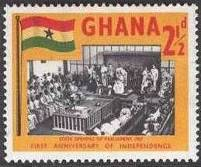 GHANA
2½d
STATE OPENING OF PARLIAMENT 1957
FIRST ANNIVERSARY OF INDEPENDENCE